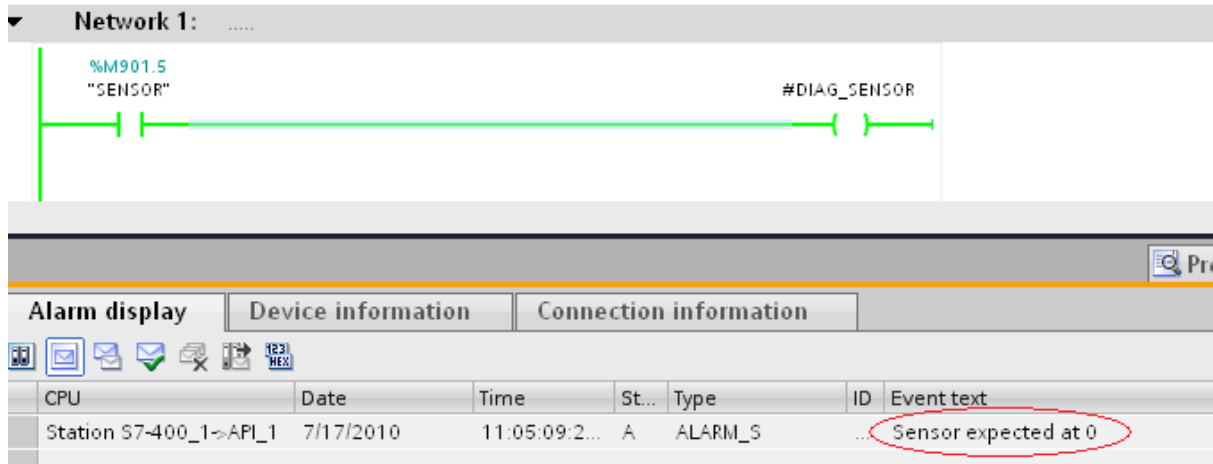 Network 1: .....
%M901.5
"SENSOR" #DIAG_SENSOR
Pr
Alarm display Device information Connection information
123
HEX
CPU Date Time St... Type ID Event text
Station S7-400_1->API_1 7/17/2010 11:05:09:2... A ALARM_S ... Sensor expected at 0